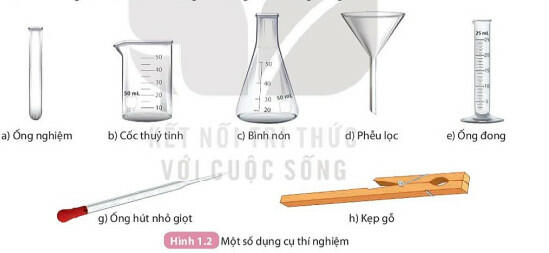 50
40
50 mL
30
20
10
50
40
30
50 mL
20
25 mL
a) Ống nghiệm
b) Cốc thuỷ tinh
c) Bình nón
d) Phễu lọc
e) Ống đong
KẾT NỐI TRI THỨC
VỚI CUỘC SỐNG
g) Ống hút nhỏ giọt
h) Kẹp gỗ
Hình 1.2 Một số dụng cụ thí nghiệm